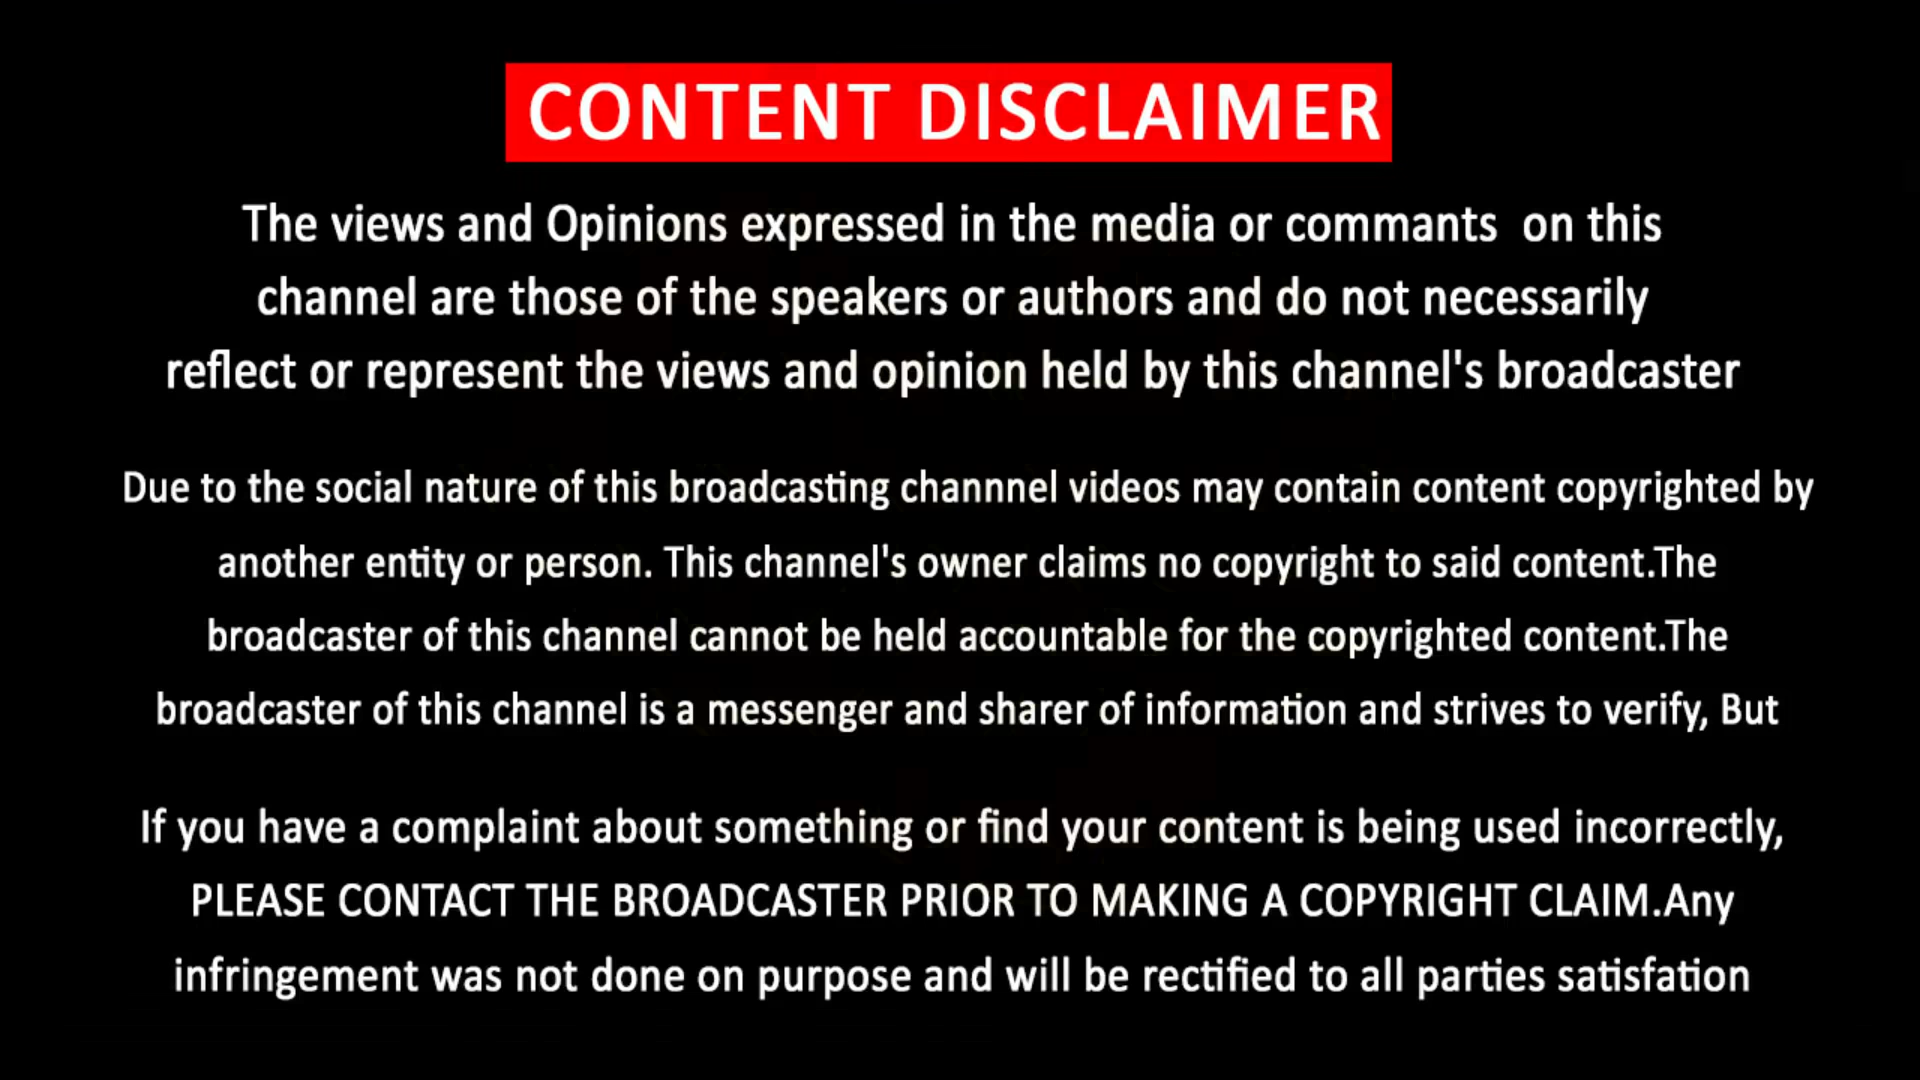 CONTENT DISCLAIMER
The views and Opinions expressed in the media or commants on this
channel are those of the speakers or authors and do not necessarily
reflect or represent the views and opinion held by this channel's broadcaster
Due to the social nature of this broadcasting channnel videos may contain content copyrighted by
another entity or person. This channel's owner claims no copyright to said content.The
broadcaster of this channel cannot be held accountable for the copyrighted content.The
broadcaster of this channel is a messenger and sharer of information and strives to verify, But
If you have a complaint about something or find your content is being used incorrectly,
PLEASE CONTACT THE BROADCASTER PRIOR TO MAKING A COPYRIGHT CLAIM.Any
infringement was not done on purpose and will be rectified to all parties satisfation